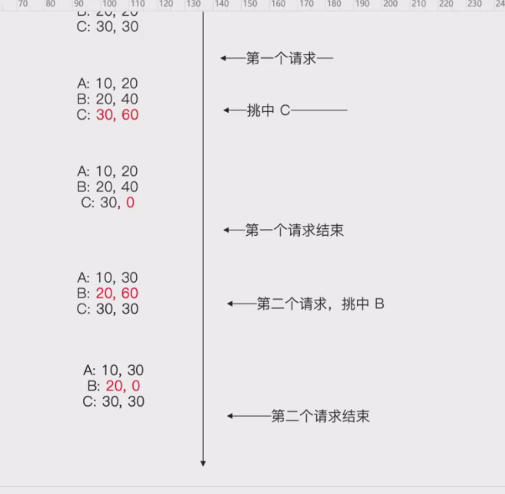 70 80 90 100 110 120 130 140 150 160 170 180 190 200 210 220 230
B: 20, 20
C: 30, 30
第一个请求
A: 10, 20
B: 20, 40
C: 30, 60
挑中 C
A: 10, 20
B: 20, 40
C: 30, 0
第一个请求结束
A: 10, 30
B: 20, 60
C: 30, 30
第二个请求，挑中 B
A: 10, 30
B: 20, 0
C: 30, 30
第二个请求结束